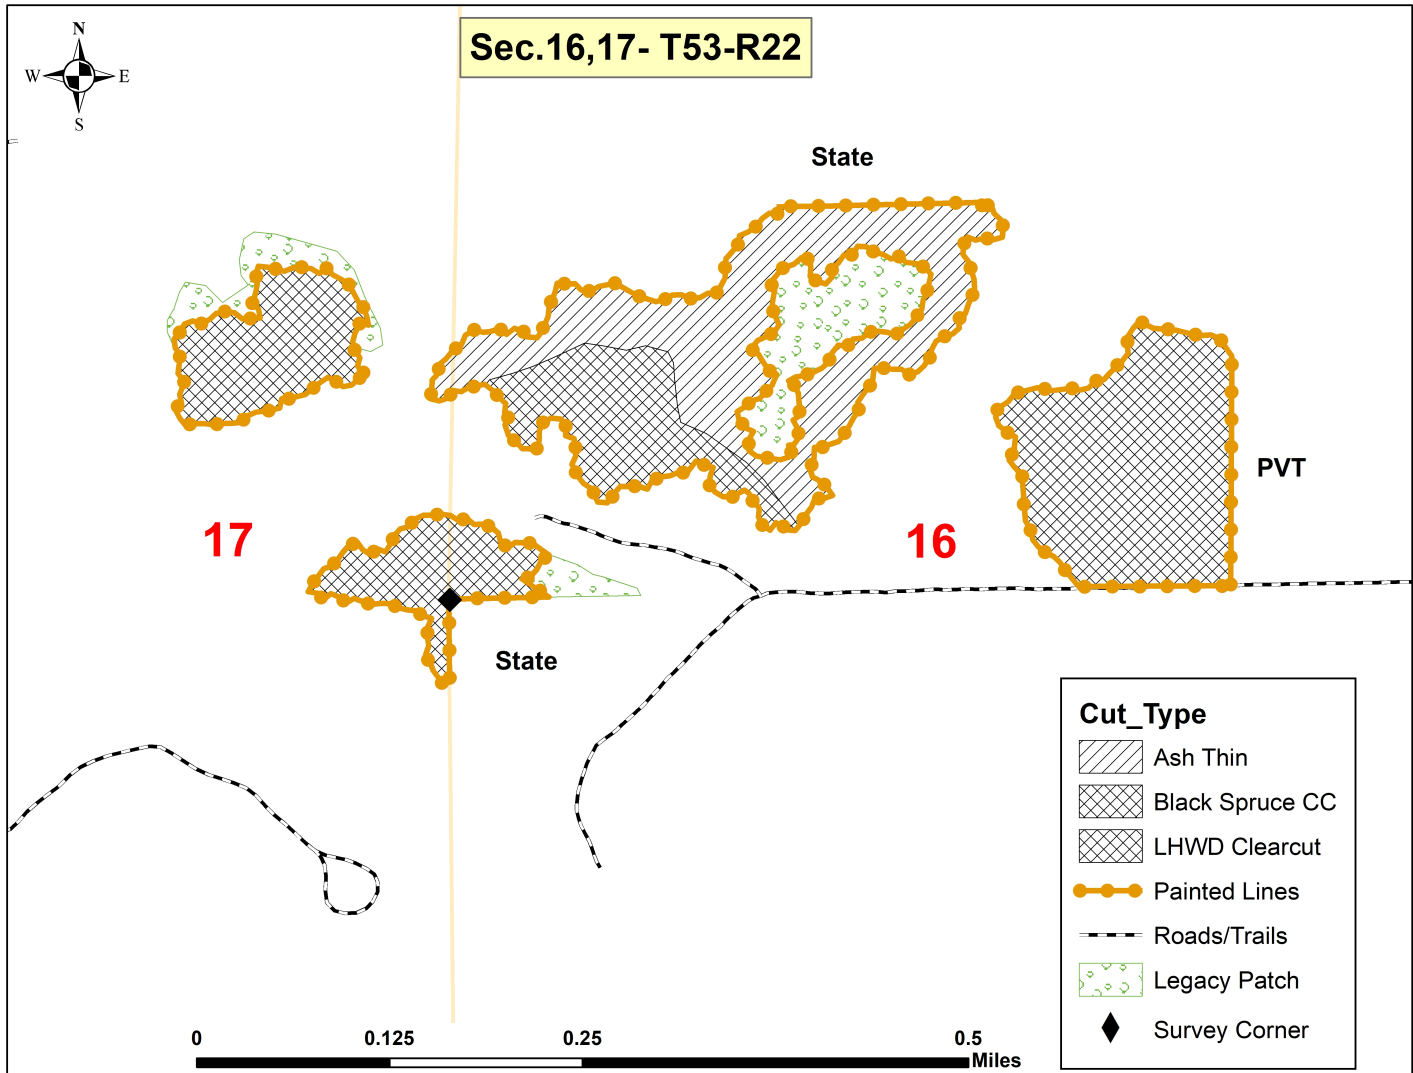 N
W E
S
Sec.16,17- T53-R22
State
PVT
17
16
State
Cut_Type
Ash Thin
Black Spruce CC
LHWD Clearcut
Painted Lines
Roads/Trails
Legacy Patch
Survey Corner
0 0.125 0.25 0.5
Miles